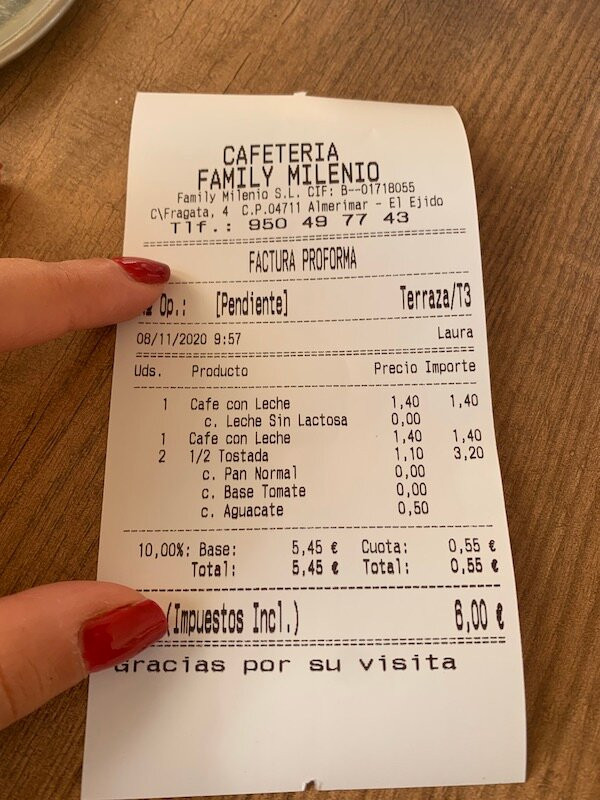 CAFETERIA
FAMILY MILENIO
Family Milenio S.L. CIF: B--01718055
C\Fragata, 4 C.P.04711 Almerimar - El Ejido
Tlf.: 950 49 77 43
FACTURA PROFORMA
Op.: [Pendiente] Terraza/T3
08/11/2020 9:57 Laura
Uds. Producto Precio Importe
1 Cafe con Leche 1,40 1,40
c. Leche Sin Lactosa 0,00
1 Cafe con Leche 1,40 1,40
2 1/2 Tostada 1,10 3,20
c. Pan Normal 0,00
c. Base Tomate 0,00
c. Aguacate 0,50
10,00%: Base: 5,45 € Cuota: 0,55 €
Total: 5,45 € Total: 0,55 €
(Impuestos Incl.) 6,00 €
Gracias por su visita